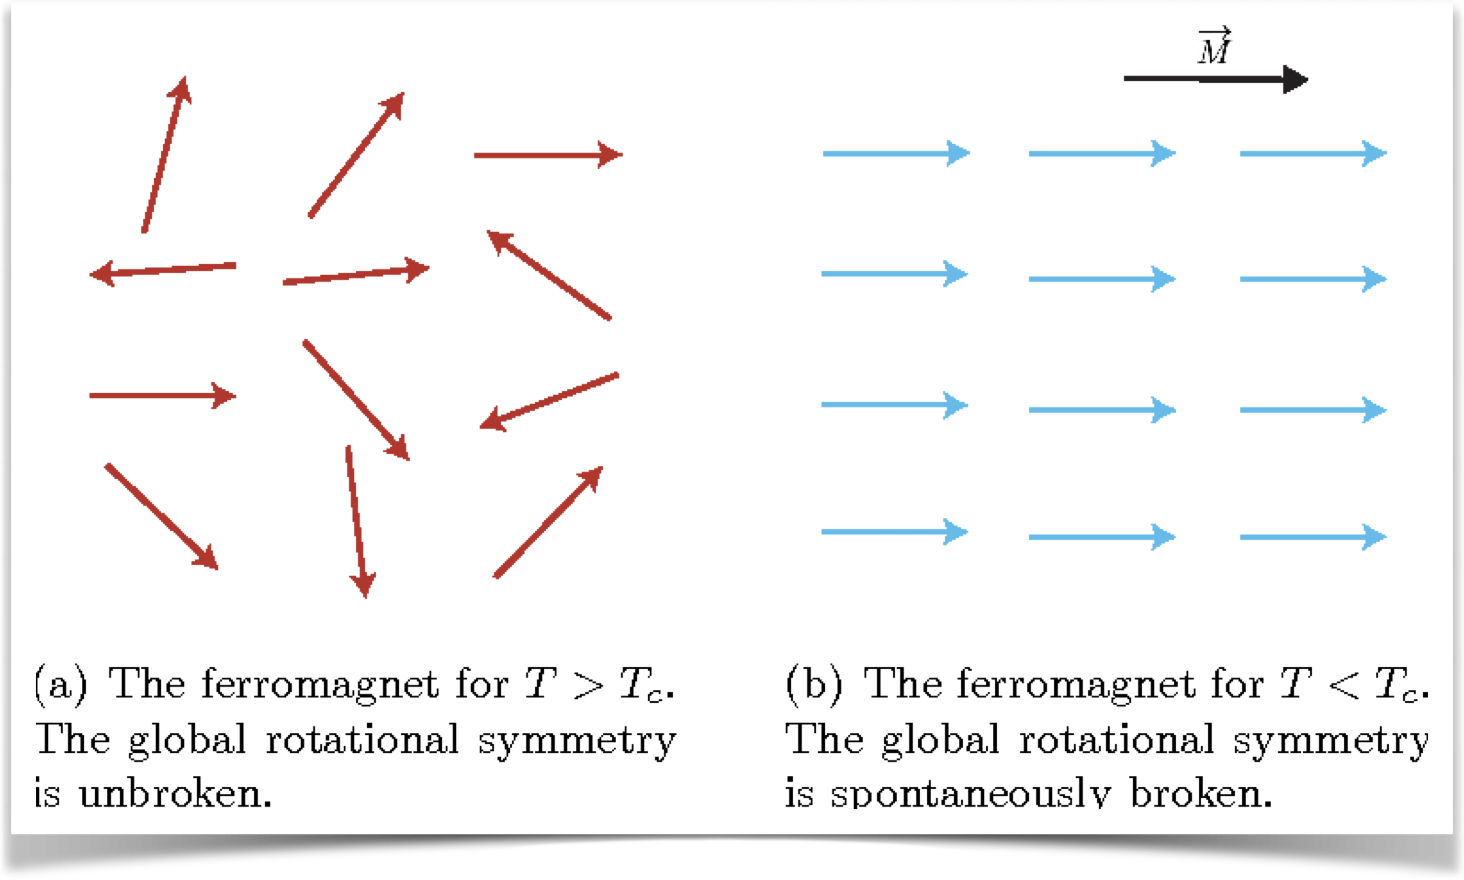 $\overrightarrow{M}$
(a) The ferromagnet for $T > T_c$.
The global rotational symmetry
is unbroken.
(b) The ferromagnet for $T < T_c$.
The global rotational symmetry
is spontaneously broken.